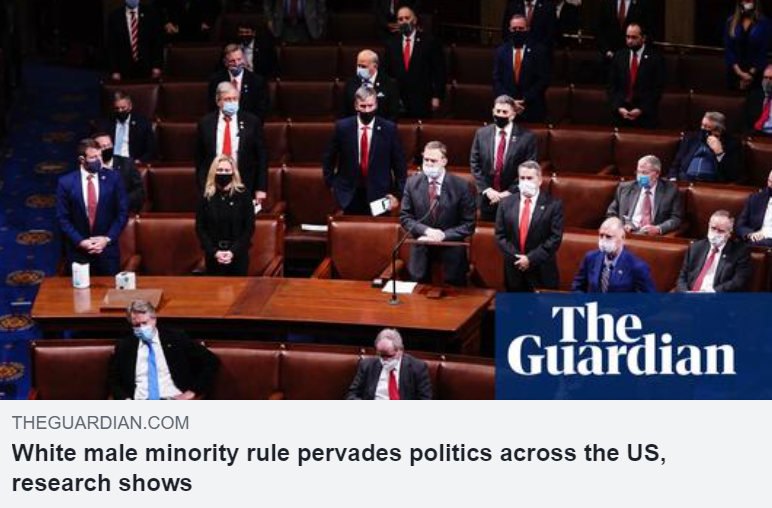 The
Guardian
THEGUARDIAN.COM
White male minority rule pervades politics across the US,
research shows